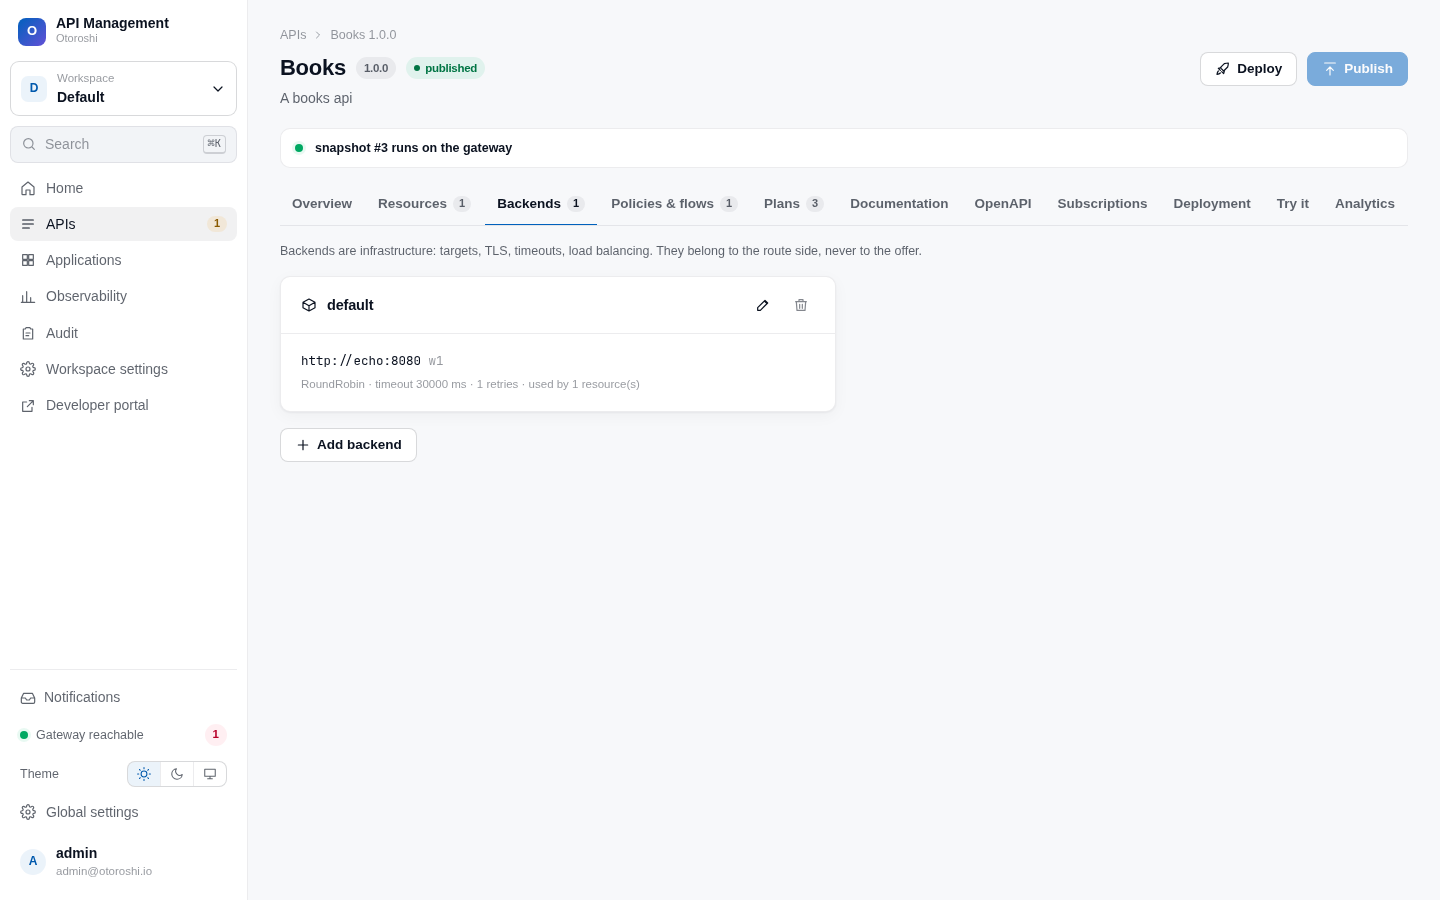 API Management
Otoroshi
D
Workspace
Default
Search
⌘K
Home
APIs
1
Applications
Observability
Audit
Workspace settings
Developer portal
Notifications
Gateway reachable
1
Theme
Global settings
A
admin
admin@otoroshi.io
APIs
Books 1.0.0
Books
1.0.0
published
A books api
Deploy
Publish
snapshot #3 runs on the gateway
Overview
Resources 1
Backends 1
Policies & flows 1
Plans 3
Documentation
OpenAPI
Subscriptions
Deployment
Try it
Analytics
Backends are infrastructure: targets, TLS, timeouts, load balancing. They belong to the route side, never to the offer.
default
http://echo:8080 w1
RoundRobin · timeout 30000 ms · 1 retries · used by 1 resource(s)
Add backend